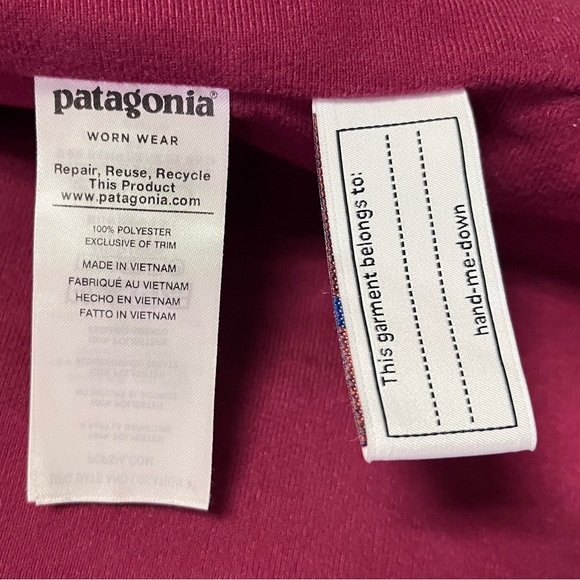 patagonia®
WORN WEAR
Repair, Reuse, Recycle
This Product
www.patagonia.com
100% POLYESTER
EXCLUSIVE OF TRIM
MADE IN VIETNAM
FABRIQUÉ AU VIETNAM
HECHO EN VIETNAM
FATTO IN VIETNAM
This garment belongs to:
hand-me-down